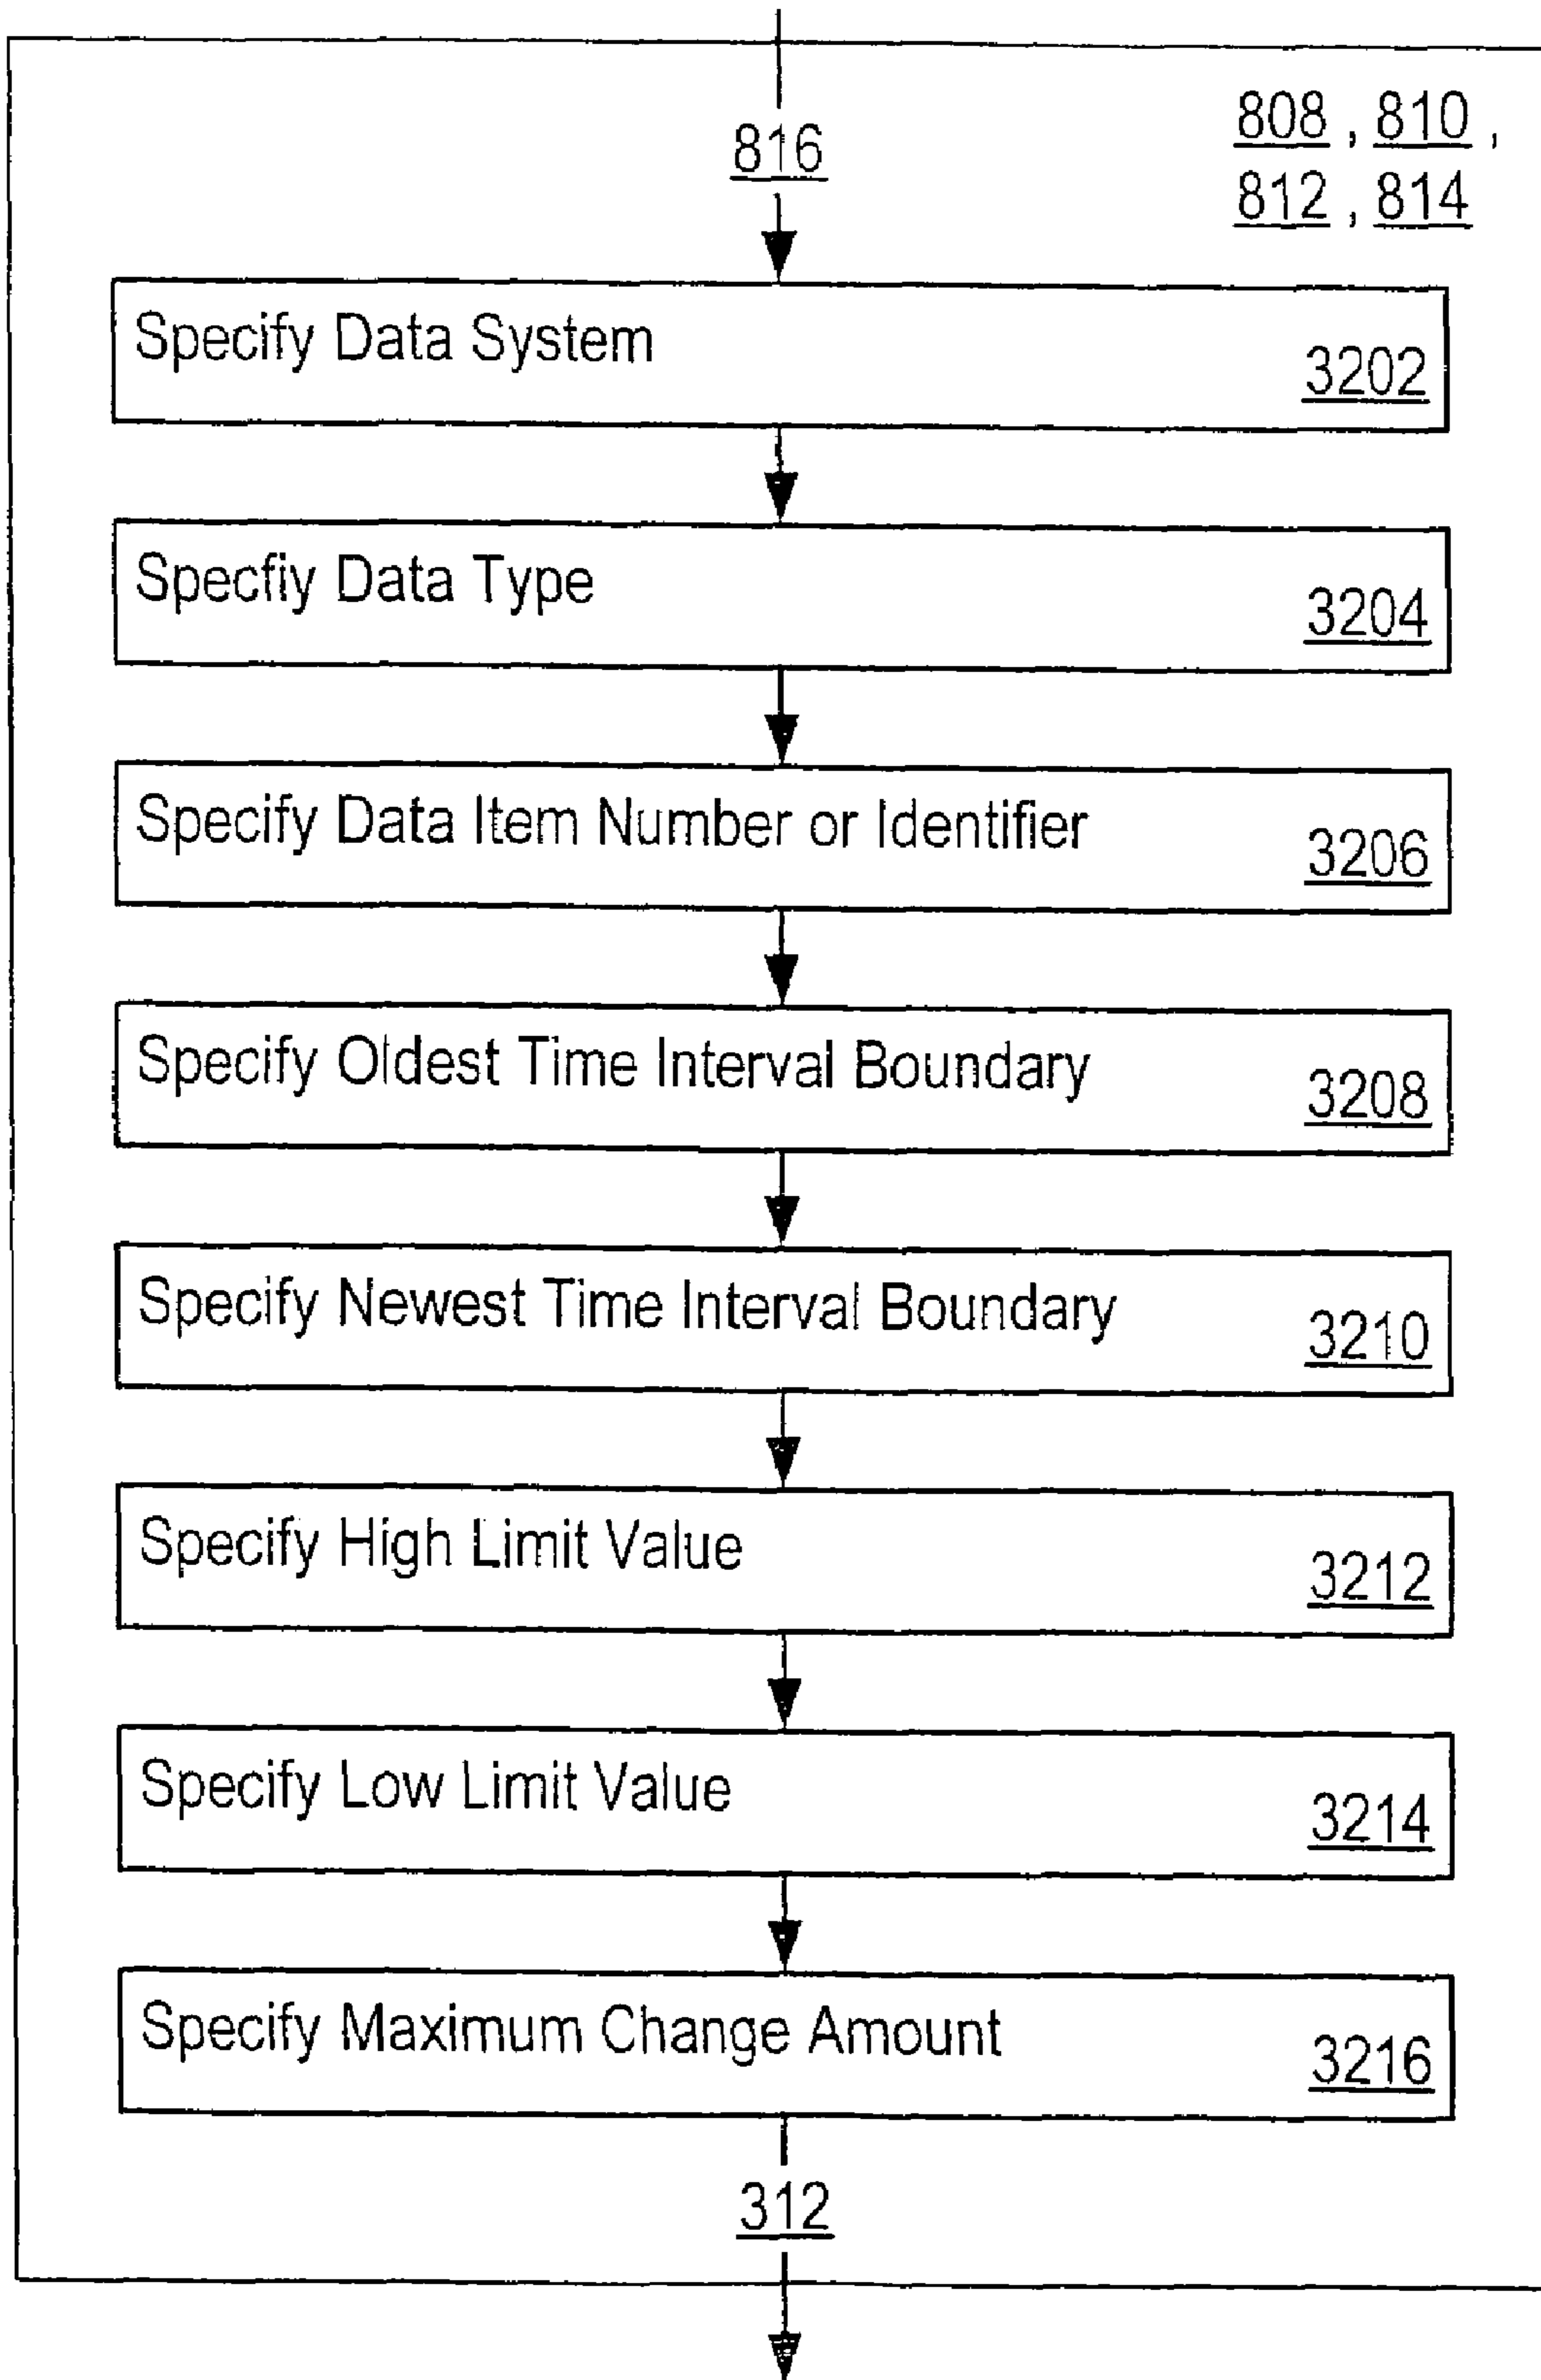 816
808 , 810 ,
812 , 814
Specify Data System
3202
Specfiy Data Type
3204
Specify Data Item Number or Identifier
3206
Specify Oldest Time Interval Boundary
3208
Specify Newest Time Interval Boundary
3210
Specify High Limit Value
3212
Specify Low Limit Value
3214
Specify Maximum Change Amount
3216
312